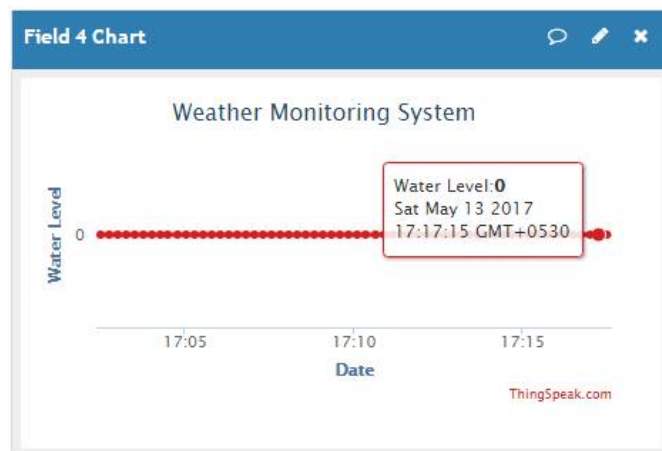 Field 4 Chart
Weather Monitoring System
Water Level
0
Water Level:0
Sat May 13 2017
17:17:15 GMT+0530
17:05
17:10
17:15
Date
ThingSpeak.com